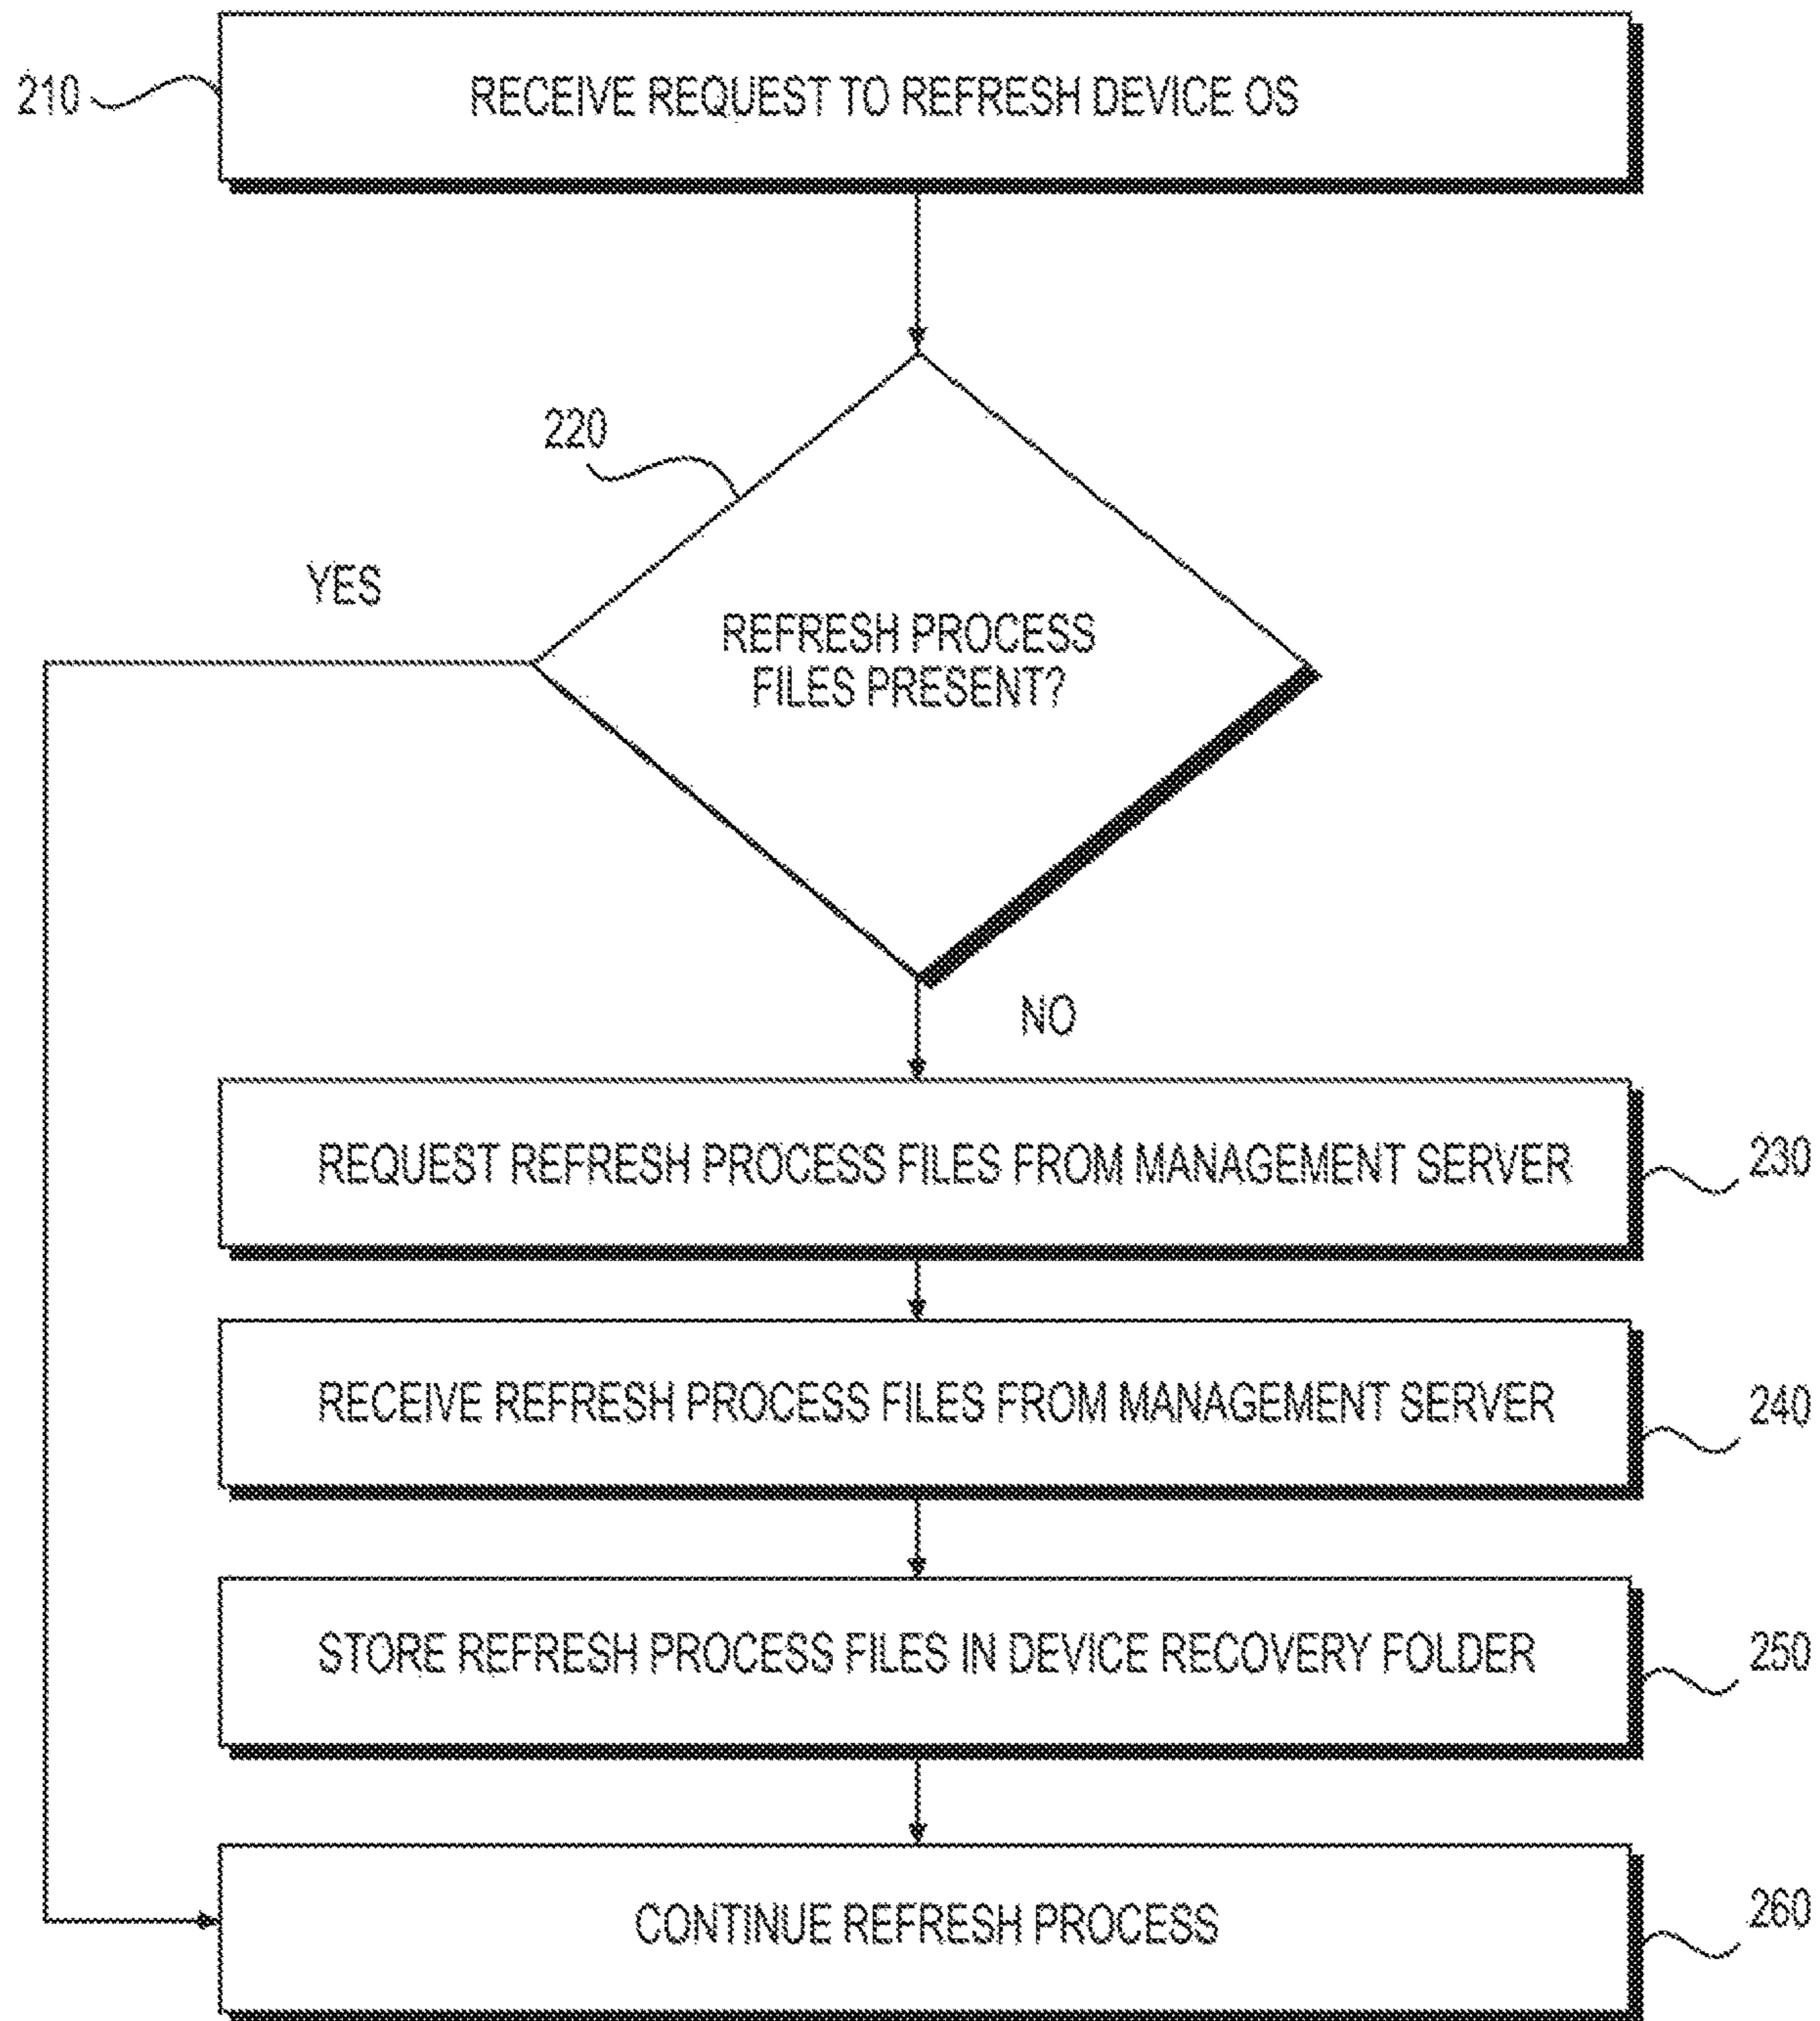 210
RECEIVE REQUEST TO REFRESH DEVICE OS
220
YES
REFRESH PROCESS
FILES PRESENT?
NO
REQUEST REFRESH PROCESS FILES FROM MANAGEMENT SERVER
230
RECEIVE REFRESH PROCESS FILES FROM MANAGEMENT SERVER
240
STORE REFRESH PROCESS FILES IN DEVICE RECOVERY FOLDER
250
CONTINUE REFRESH PROCESS
260